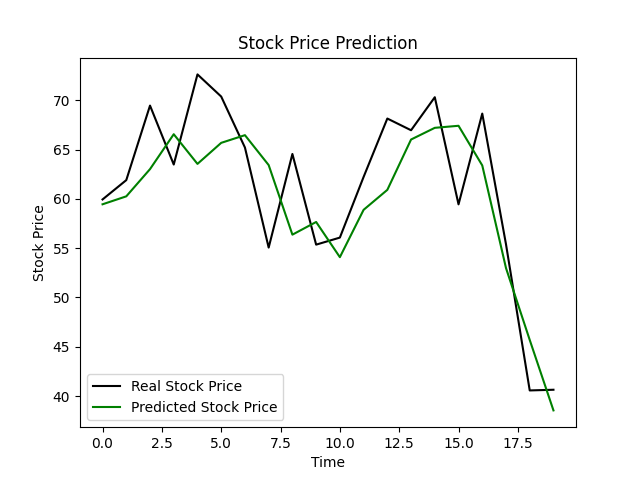 Stock Price Prediction
Stock Price
70
65
60
55
50
45
40
Real Stock Price
Predicted Stock Price
0.0 2.5 5.0 7.5 10.0 12.5 15.0 17.5
Time